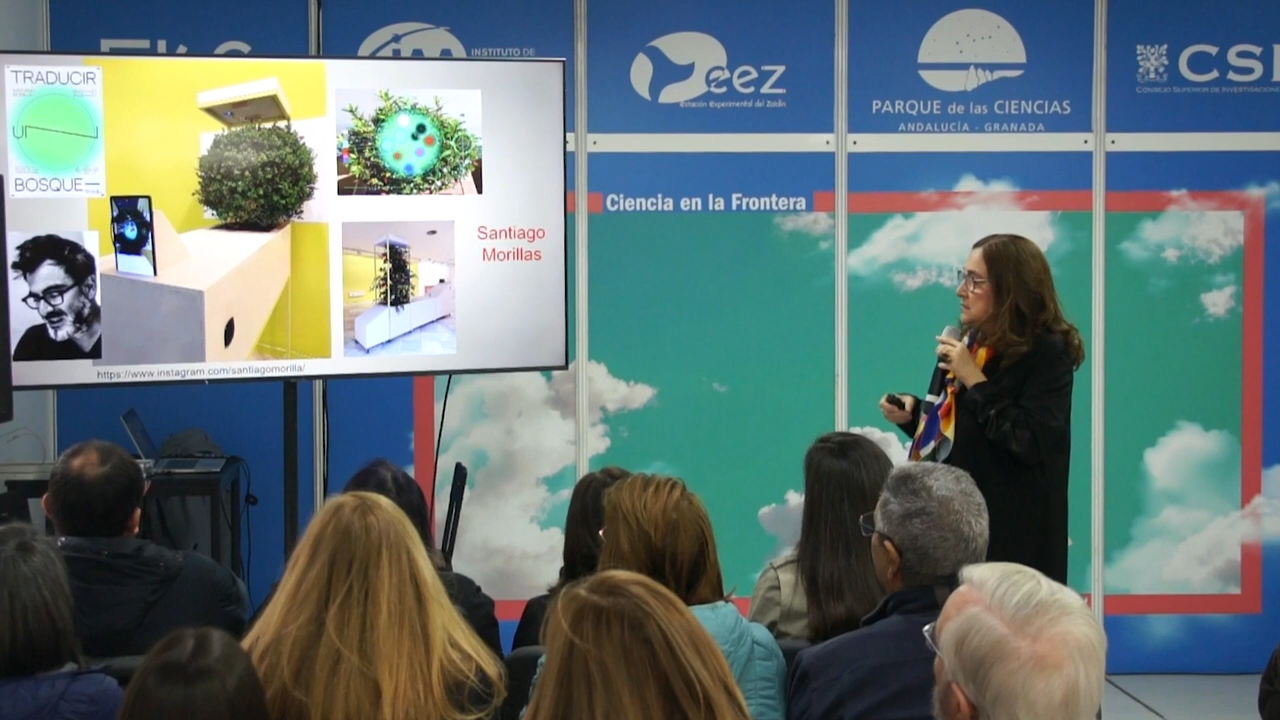 INSTITUTO DE
eez
Estación Experimental del Zaidín
PARQUE de las CIENCIAS
ANDALUCÍA - GRANADA
CSI
CONSEJO SUPERIOR DE INVESTIGACIONES
Ciencia en la Frontera
TRADUCIR
UN
BOSQUE
Santiago
Morillas
https://www.instagram.com/santiagomorilla/